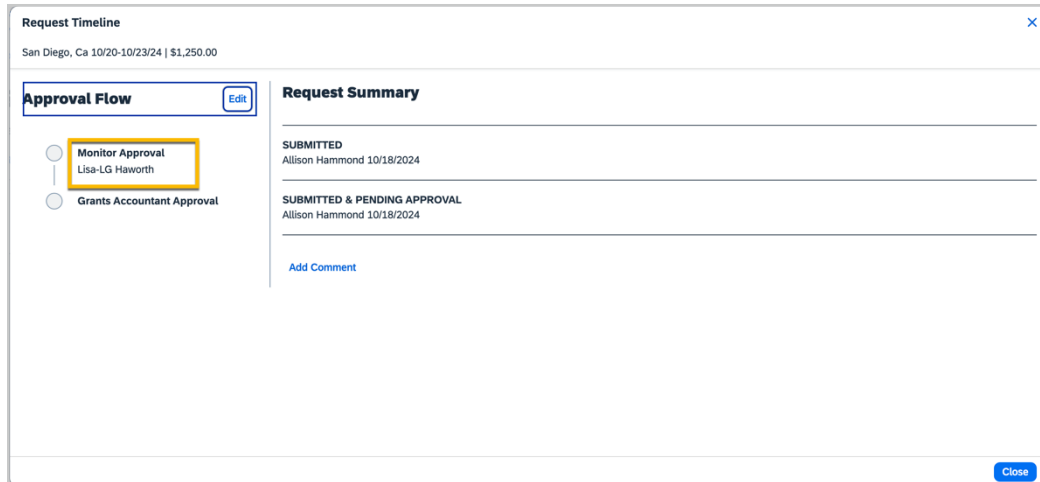 Request Timeline
San Diego, Ca 10/20-10/23/24 | $1,250.00
Approval Flow
Edit
Monitor Approval
Lisa-LG Haworth
Grants Accountant Approval
Request Summary
SUBMITTED
Allison Hammond 10/18/2024
SUBMITTED & PENDING APPROVAL
Allison Hammond 10/18/2024
Add Comment
Close